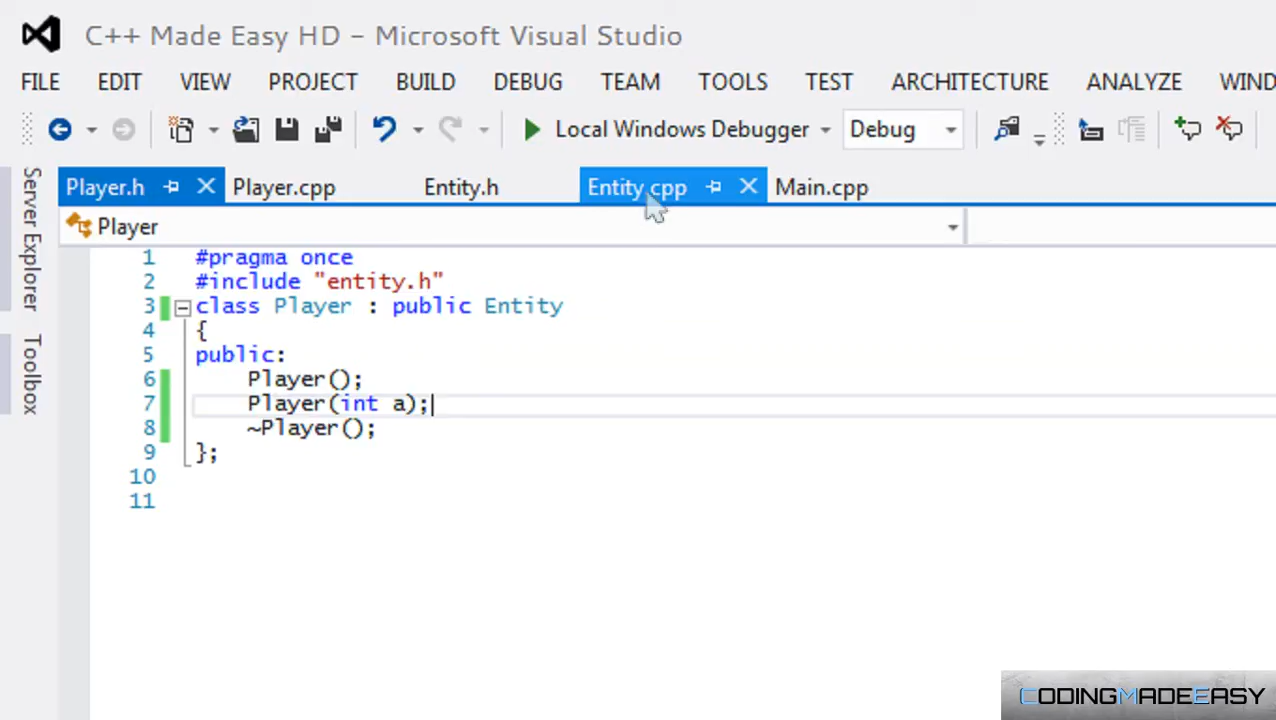 C++ Made Easy HD - Microsoft Visual Studio
FILE EDIT VIEW PROJECT BUILD DEBUG TEAM TOOLS TEST ARCHITECTURE ANALYZE WIND
Local Windows Debugger Debug
Server Explorer
Toolbox
Player.h Player.cpp Entity.h Entity.cpp Main.cpp
Player
1 #pragma once
2 #include "entity.h"
3 class Player : public Entity
4 {
5 public:
6 Player();
7 Player(int a);
8 ~Player();
9 };
10
11
CODINGMADEEASY